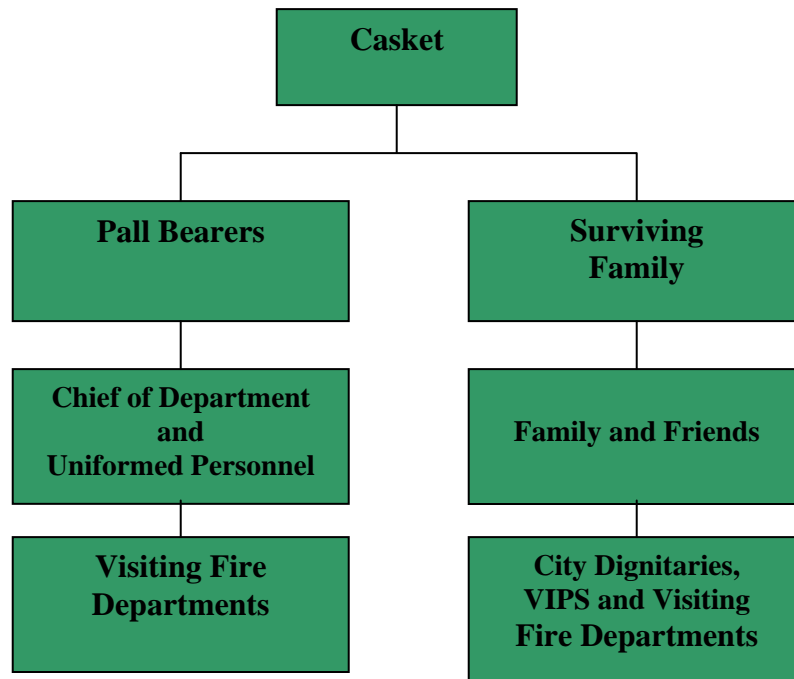 Casket
Pall Bearers
Surviving
Family
Chief of Department
and
Uniformed Personnel
Family and Friends
Visiting Fire
Departments
City Dignitaries,
VIPS and Visiting
Fire Departments